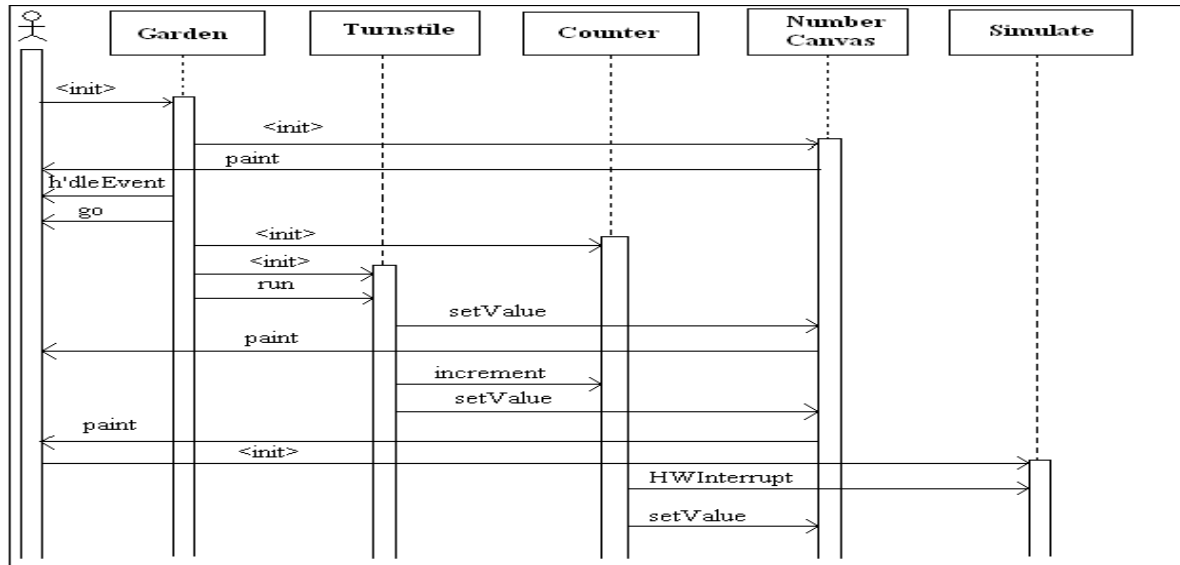 Garden
Turnstile
Counter
Number
Canvas
Simulate
<init>
<init>
paint
h'dleEvent
go
<init>
<init>
run
setValue
paint
increment
setValue
paint
<init>
HWInterrupt
setValue